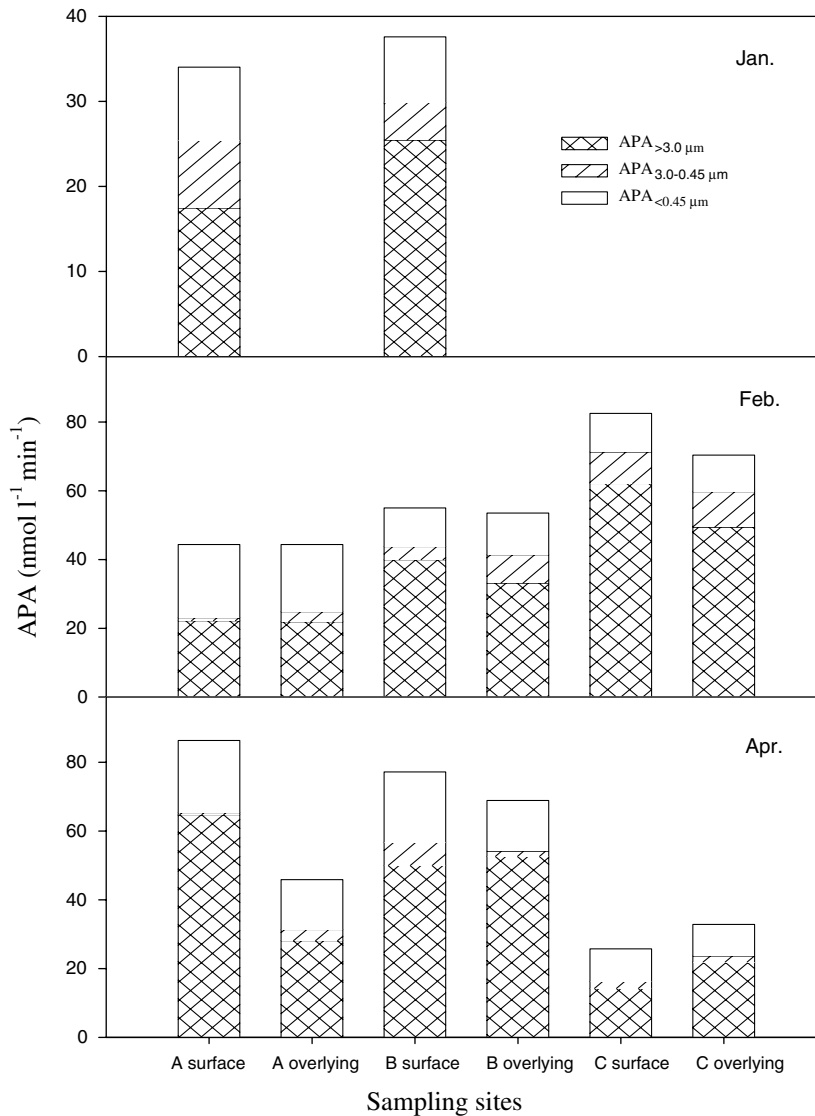 40
30
20
10
0
Jan.
APA>3.0 μm
APA3.0-0.45 μm
APA<0.45 μm
80
60
40
20
0
Feb.
APA (nmol l-1 min-1)
80
60
40
20
0
Apr.
A surface A overlying B surface B overlying C surface C overlying
Sampling sites